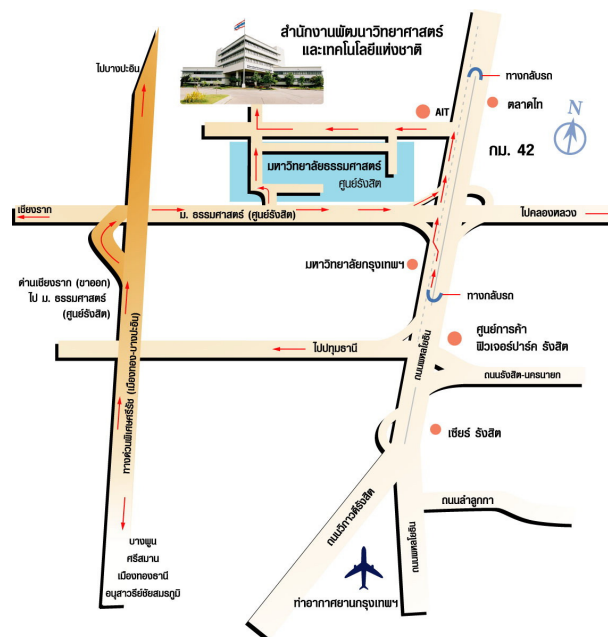 สำนักงานพัฒนาวิทยาศาสตร์
และเทคโนโลยีแห่งชาติ
ไปบางปะอิน
ทางกลับรถ
AIT
ตลาดไท
N
กม. 42
มหาวิทยาลัยธรรมศาสตร์
ศูนย์รังสิต
เชียงราก
ม. ธรรมศาสตร์ (ศูนย์รังสิต)
ไปคลองหลวง
มหาวิทยาลัยกรุงเทพฯ
ด่านเชียงราก (ขาออก)
ไป ม. ธรรมศาสตร์
(ศูนย์รังสิต)
ทางกลับรถ
ศูนย์การค้า
ฟิวเจอร์ปาร์ค รังสิต
ไปปทุมธานี
ถนนพหลโยธิน
ถนนรังสิต-นครนายก
ทางด่วนพิเศษศรีรัช (เมืองทอง-บางปะอิน)
เซียร์ รังสิต
ถนนวิภาวดีรังสิต
ถนนลำลูกกา
ถนนพหลโยธิน
บางพูน
ศรีสมาน
เมืองทองธานี
อนุสาวรีย์ชัยสมรภูมิ
ท่าอากาศยานกรุงเทพฯ